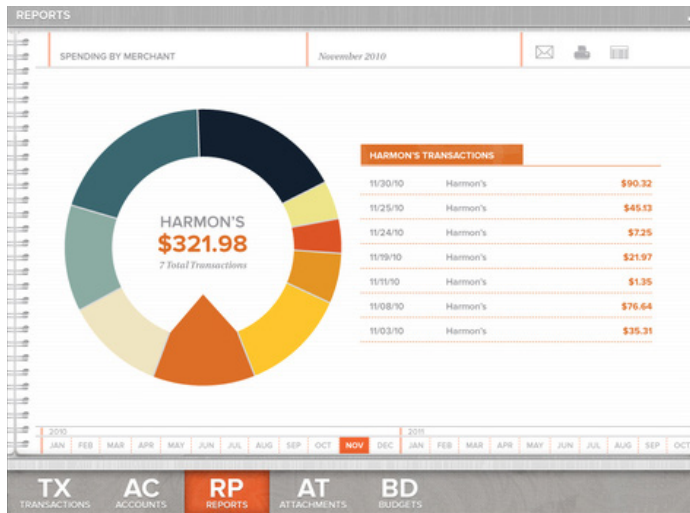 REPORTS
SPENDING BY MERCHANT
November 2010
HARMON'S
$321.98
7 Total Transactions
HARMON'S TRANSACTIONS
11/30/10 Harmon's $90.32
11/25/10 Harmon's $45.13
11/24/10 Harmon's $7.25
11/19/10 Harmon's $21.97
11/11/10 Harmon's $1.35
11/08/10 Harmon's $76.64
11/03/10 Harmon's $35.31
2010 2011
JAN FEB MAR APR MAY JUN JUL AUG SEP OCT NOV DEC JAN FEB MAR APR MAY JUN JUL AUG SEP OCT
TX AC RP AT BD
TRANSACTIONS ACCOUNTS REPORTS ATTACHMENTS BUDGETS